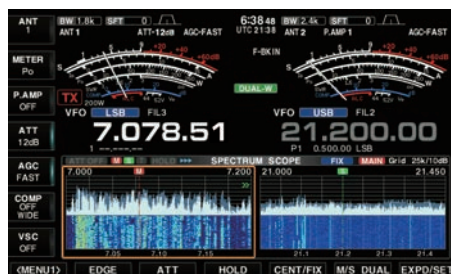 ANT 1 BW 1.8k SFT 0 6:38 48 BW 2.4k SFT 0
ANT1 ATT-12dB AGC-FAST UTC 21:38 ANT 2 P.AMP 1 AGC-FAST
F-BKIN
METER Po
DUAL-W
P.AMP OFF
TX 200W
VFO LSB FIL3 VFO USB FIL2
ATT 12dB
7.078.51 21.200.00
1 --.---.-- P1 0.500.00 LSB
AGC FAST
ATT OFF M S HOLD SPECTRUM SCOPE FIX MAIN Grid 25k/10dB
7.000 M 7.200 21.000 S 21.450
COMP OFF WIDE
VSC OFF
7.05 7.10 7.15 21.1 21.2 21.3 21.4
<MENU1> EDGE ATT HOLD CENT/FIX M/S DUAL EXPD/SET